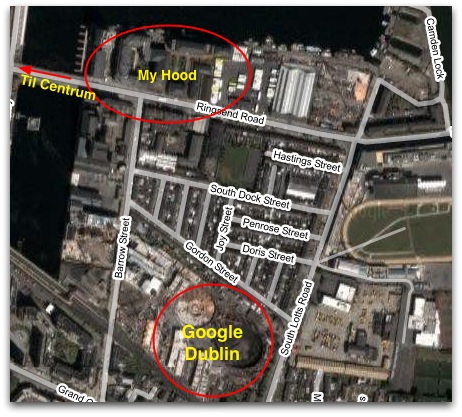 Camden Lock
My Hood
Til Centrum
Ringsend Road
Hastings Street
South Dock Street
Joy Street
Penrose Street
Barrow Street
Doris Street
Gordon Street
South Lotts Road
Google
Dublin
Grand